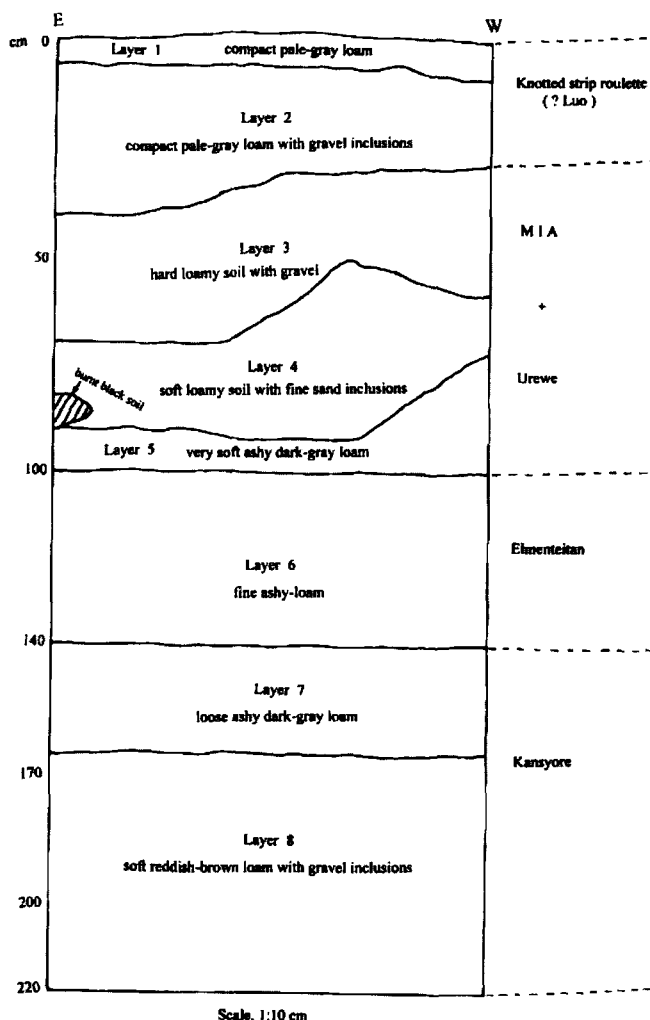 E
W
cm 0
Layer 1 compact pale-gray loam
Knotted strip roulette
( ? Luo )
Layer 2
compact pale-gray loam with gravel inclusions
M I A
50
Layer 3
hard loamy soil with gravel
+
Layer 4
soft loamy soil with fine sand inclusions
Urewe
burnt black soil
Layer 5 very soft ashy dark-gray loam
100
Elmenteitan
Layer 6
fine ashy-loam
140
Layer 7
loose ashy dark-gray loam
Kansyore
170
Layer 8
soft reddish-brown loam with gravel inclusions
200
220
Scale, 1:10 cm